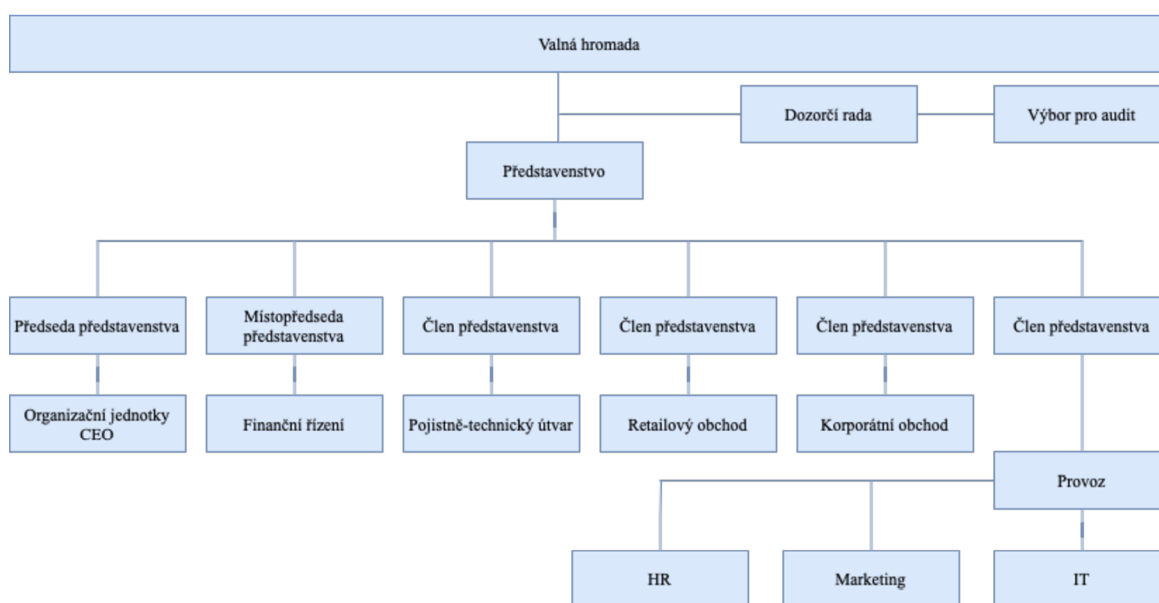 Valná hromada
Dozorčí rada
Výbor pro audit
Představenstvo
Předseda představenstva
Místopředseda
představenstva
Člen představenstva
Člen představenstva
Člen představenstva
Člen představenstva
Organizační jednotky
CEO
Finanční řízení
Pojistně-technický útvar
Retailový obchod
Korporátní obchod
Provoz
HR
Marketing
IT